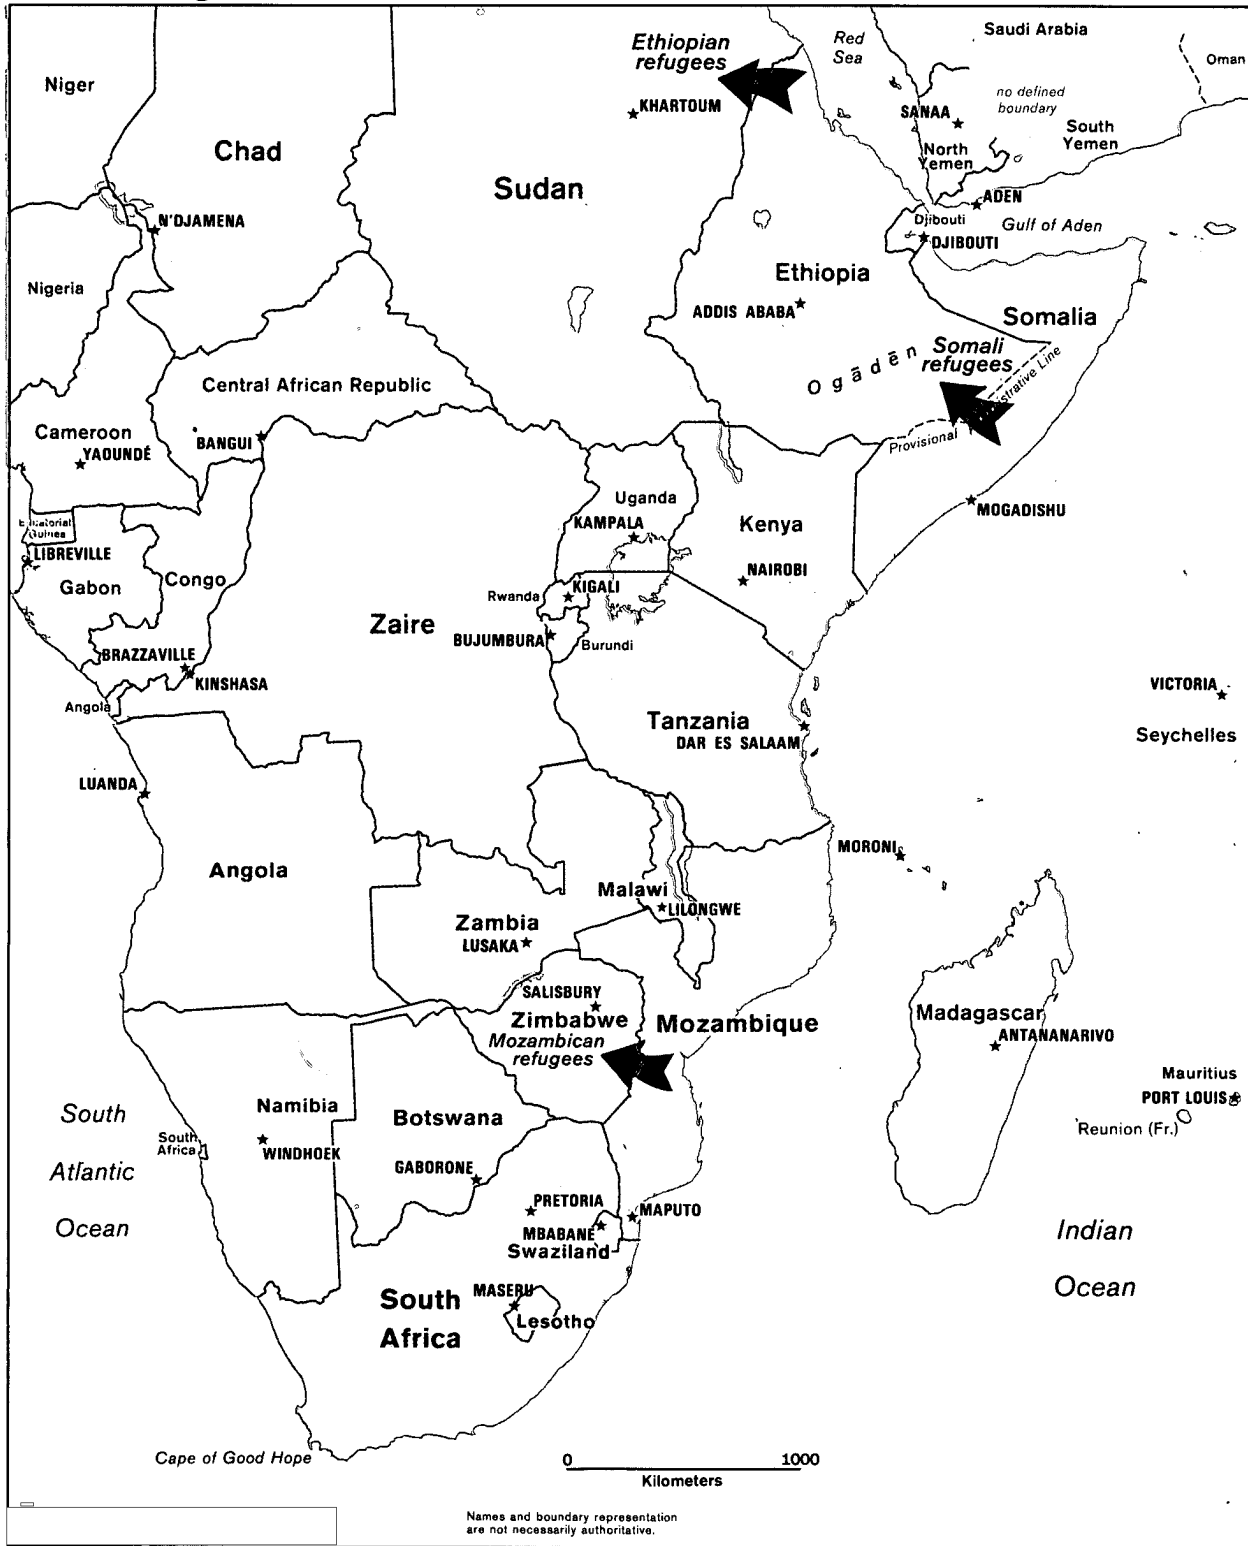 Ethiopian
refugees
Red
Sea
Saudi Arabia
Oman
Niger
KHARTOUM
no defined
boundary
SANAA
South
Yemen
North
Yemen
Chad
Sudan
ADEN
N'DJAMENA
Djibouti
DJIBOUTI
Gulf of Aden
Nigeria
Ethiopia
ADDIS ABABA
Somalia
Ogādēn
Somali
refugees
Central African Republic
Provisional
Line
Cameroon
YAOUNDÉ
BANGUI
Uganda
KAMPALA
Kenya
MOGADISHU
LIBREVILLE
Gabon
Congo
NAIROBI
Rwanda
KIGALI
Zaire
BUJUMBURA
Burundi
BRAZZAVILLE
KINSHASA
Angola
VICTORIA
Seychelles
Tanzania
DAR ES SALAAM
LUANDA
MORONI
Angola
Malawi
LILONGWE
Zambia
LUSAKA
SALISBURY
Zimbabwe
Mozambican
refugees
Mozambique
Madagascar
ANTANANARIVO
Mauritius
PORT LOUIS
Reunion (Fr.)
South
Atlantic
Ocean
Namibia
WINDHOEK
South
Africa
Botswana
GABORONE
PRETORIA
MAPUTO
MBABANE
Swaziland
Indian
Ocean
South
Africa
MASERU
Lesotho
Cape of Good Hope
0 1000
Kilometers
Names and boundary representation
are not necessarily authoritative.